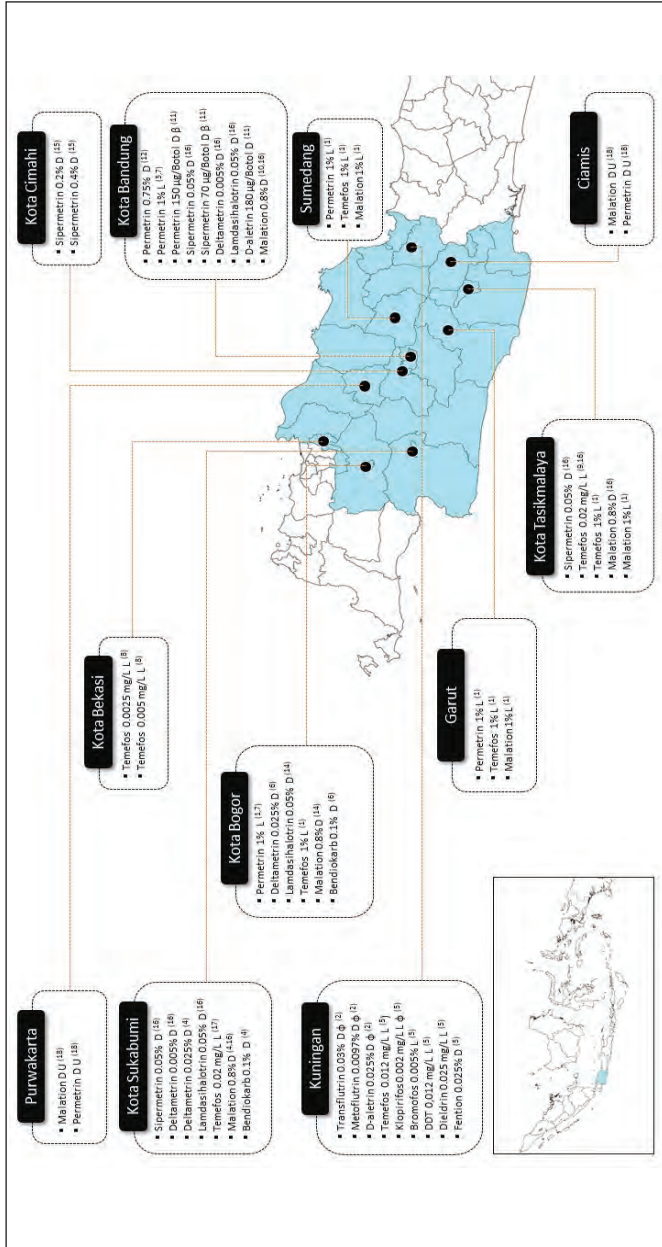 Purwakarta
▪ Malation D U (18)
▪ Permetrin D U (18)
Kota Sukabumi
▪ Sipermetrin 0.05% D (16)
▪ Deltametrin 0.005% D (16)
▪ Deltametrin 0.025% D (4)
▪ Lamdasihalotrin 0.05% D (16)
▪ Temefos 0.02 mg/L L (17)
▪ Malation 0.8% D (4,16)
▪ Bendiokarb 0.1% D (4)
Kuningan
▪ Transflutrin 0.03% D ф (2)
▪ Metoflutrin 0.0097% D ф (2)
▪ D-aletrin 0.025% D ф (2)
▪ Temefos 0.012 mg/L L (5)
▪ Klopirifos 0.002 mg/L L ф (5)
▪ Bromofos 0.005% L (5)
▪ DDT 0,012 mg/L L (5)
▪ Dieldrin 0.025 mg/L L (5)
▪ Fention 0.025% D (5)
Kota Bekasi
▪ Temefos 0.0025 mg/L L (8)
▪ Temefos 0.005 mg/L L (8)
Kota Bogor
▪ Permetrin 1% L (1,7)
▪ Deltametrin 0.025% D (6)
▪ Lamdasihalotrin 0.05% D (14)
▪ Temefos 1% L (1)
▪ Malation 0.8% D (14)
▪ Bendiokarb 0.1% D (6)
Garut
▪ Permetrin 1% L (1)
▪ Temefos 1% L (1)
▪ Malation 1% L (1)
Kota Tasikmalaya
▪ Sipermetrin 0.05% D (16)
▪ Temefos 0.02 mg/L L (9,16)
▪ Temefos 1% L (1)
▪ Malation 0.8% D (16)
▪ Malation 1% L (1)
Kota Cimahi
▪ Sipermetrin 0.2% D (15)
▪ Sipermetrin 0.4% D (15)
Kota Bandung
▪ Permetrin 0.75% D (12)
▪ Permetrin 1% L (3,7)
▪ Permetrin 150 µg/Botol D β (11)
▪ Sipermetrin 0.05% D (16)
▪ Sipermetrin 70 µg/Botol D β (11)
▪ Deltametrin 0.005% D (16)
▪ Lamdasihalotrin 0.05% D (16)
▪ D-aletrin 180 µg/Botol D (11)
▪ Malation 0.8% D (10,16)
Sumedang
▪ Permetrin 1% L (1)
▪ Temefos 1% L (1)
▪ Malation 1% L (1)
Ciamis
▪ Malation D U (18)
▪ Permetrin D U (18)